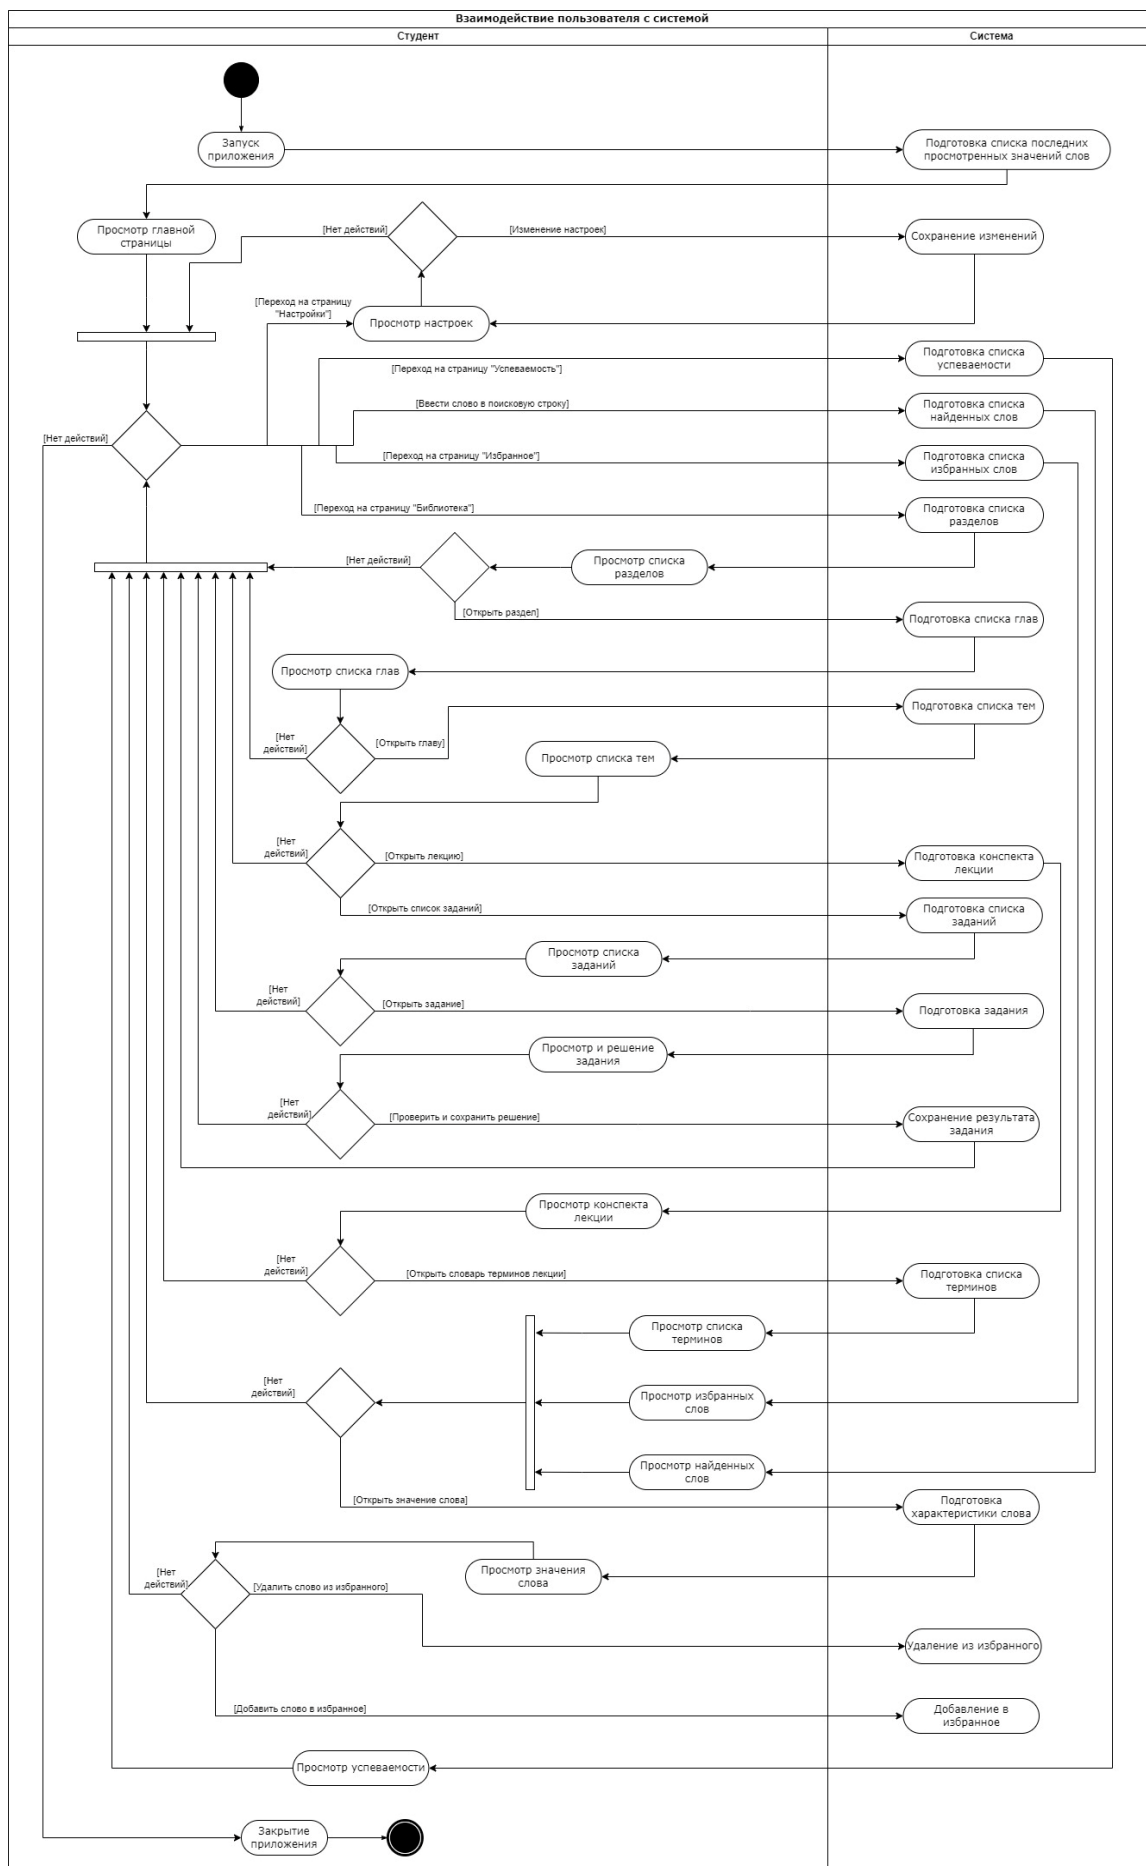 Взаимодействие пользователя с системой
Студент
Система
Запуск
приложения
Подготовка списка последних
просмотренных значений слов
Просмотр главной
страницы
[Нет действий]
[Изменение настроек]
Сохранение изменений
[Переход на страницу
"Настройки"]
Просмотр настроек
[Переход на страницу "Успеваемость"]
Подготовка списка
успеваемости
[Ввести слово в поисковую строку]
Подготовка списка
найденных слов
[Нет действий]
[Переход на страницу "Избранное"]
Подготовка списка
избранных слов
[Переход на страницу "Библиотека"]
Подготовка списка
разделов
[Нет действий]
Просмотр списка
разделов
[Открыть раздел]
Подготовка списка глав
Просмотр списка глав
Подготовка списка тем
[Нет
действий]
[Открыть главу]
Просмотр списка тем
[Нет
действий]
[Открыть лекцию]
Подготовка конспекта
лекции
[Открыть список заданий]
Подготовка списка
заданий
Просмотр списка
заданий
[Нет
действий]
[Открыть задание]
Подготовка задания
Просмотр и решение
задания
[Нет
действий]
[Проверить и сохранить решение]
Сохранение результата
задания
Просмотр конспекта
лекции
[Нет
действий]
[Открыть словарь терминов лекции]
Подготовка списка
терминов
Просмотр списка
терминов
[Нет
действий]
Просмотр избранных
слов
Просмотр найденных
слов
[Открыть значение слова]
Подготовка
характеристики слова
Просмотр значения
слова
[Нет
действий]
[Удалить слово из избранного]
Удаление из избранного
[Добавить слово в избранное]
Добавление в
избранное
Просмотр успеваемости
Закрытие
приложения